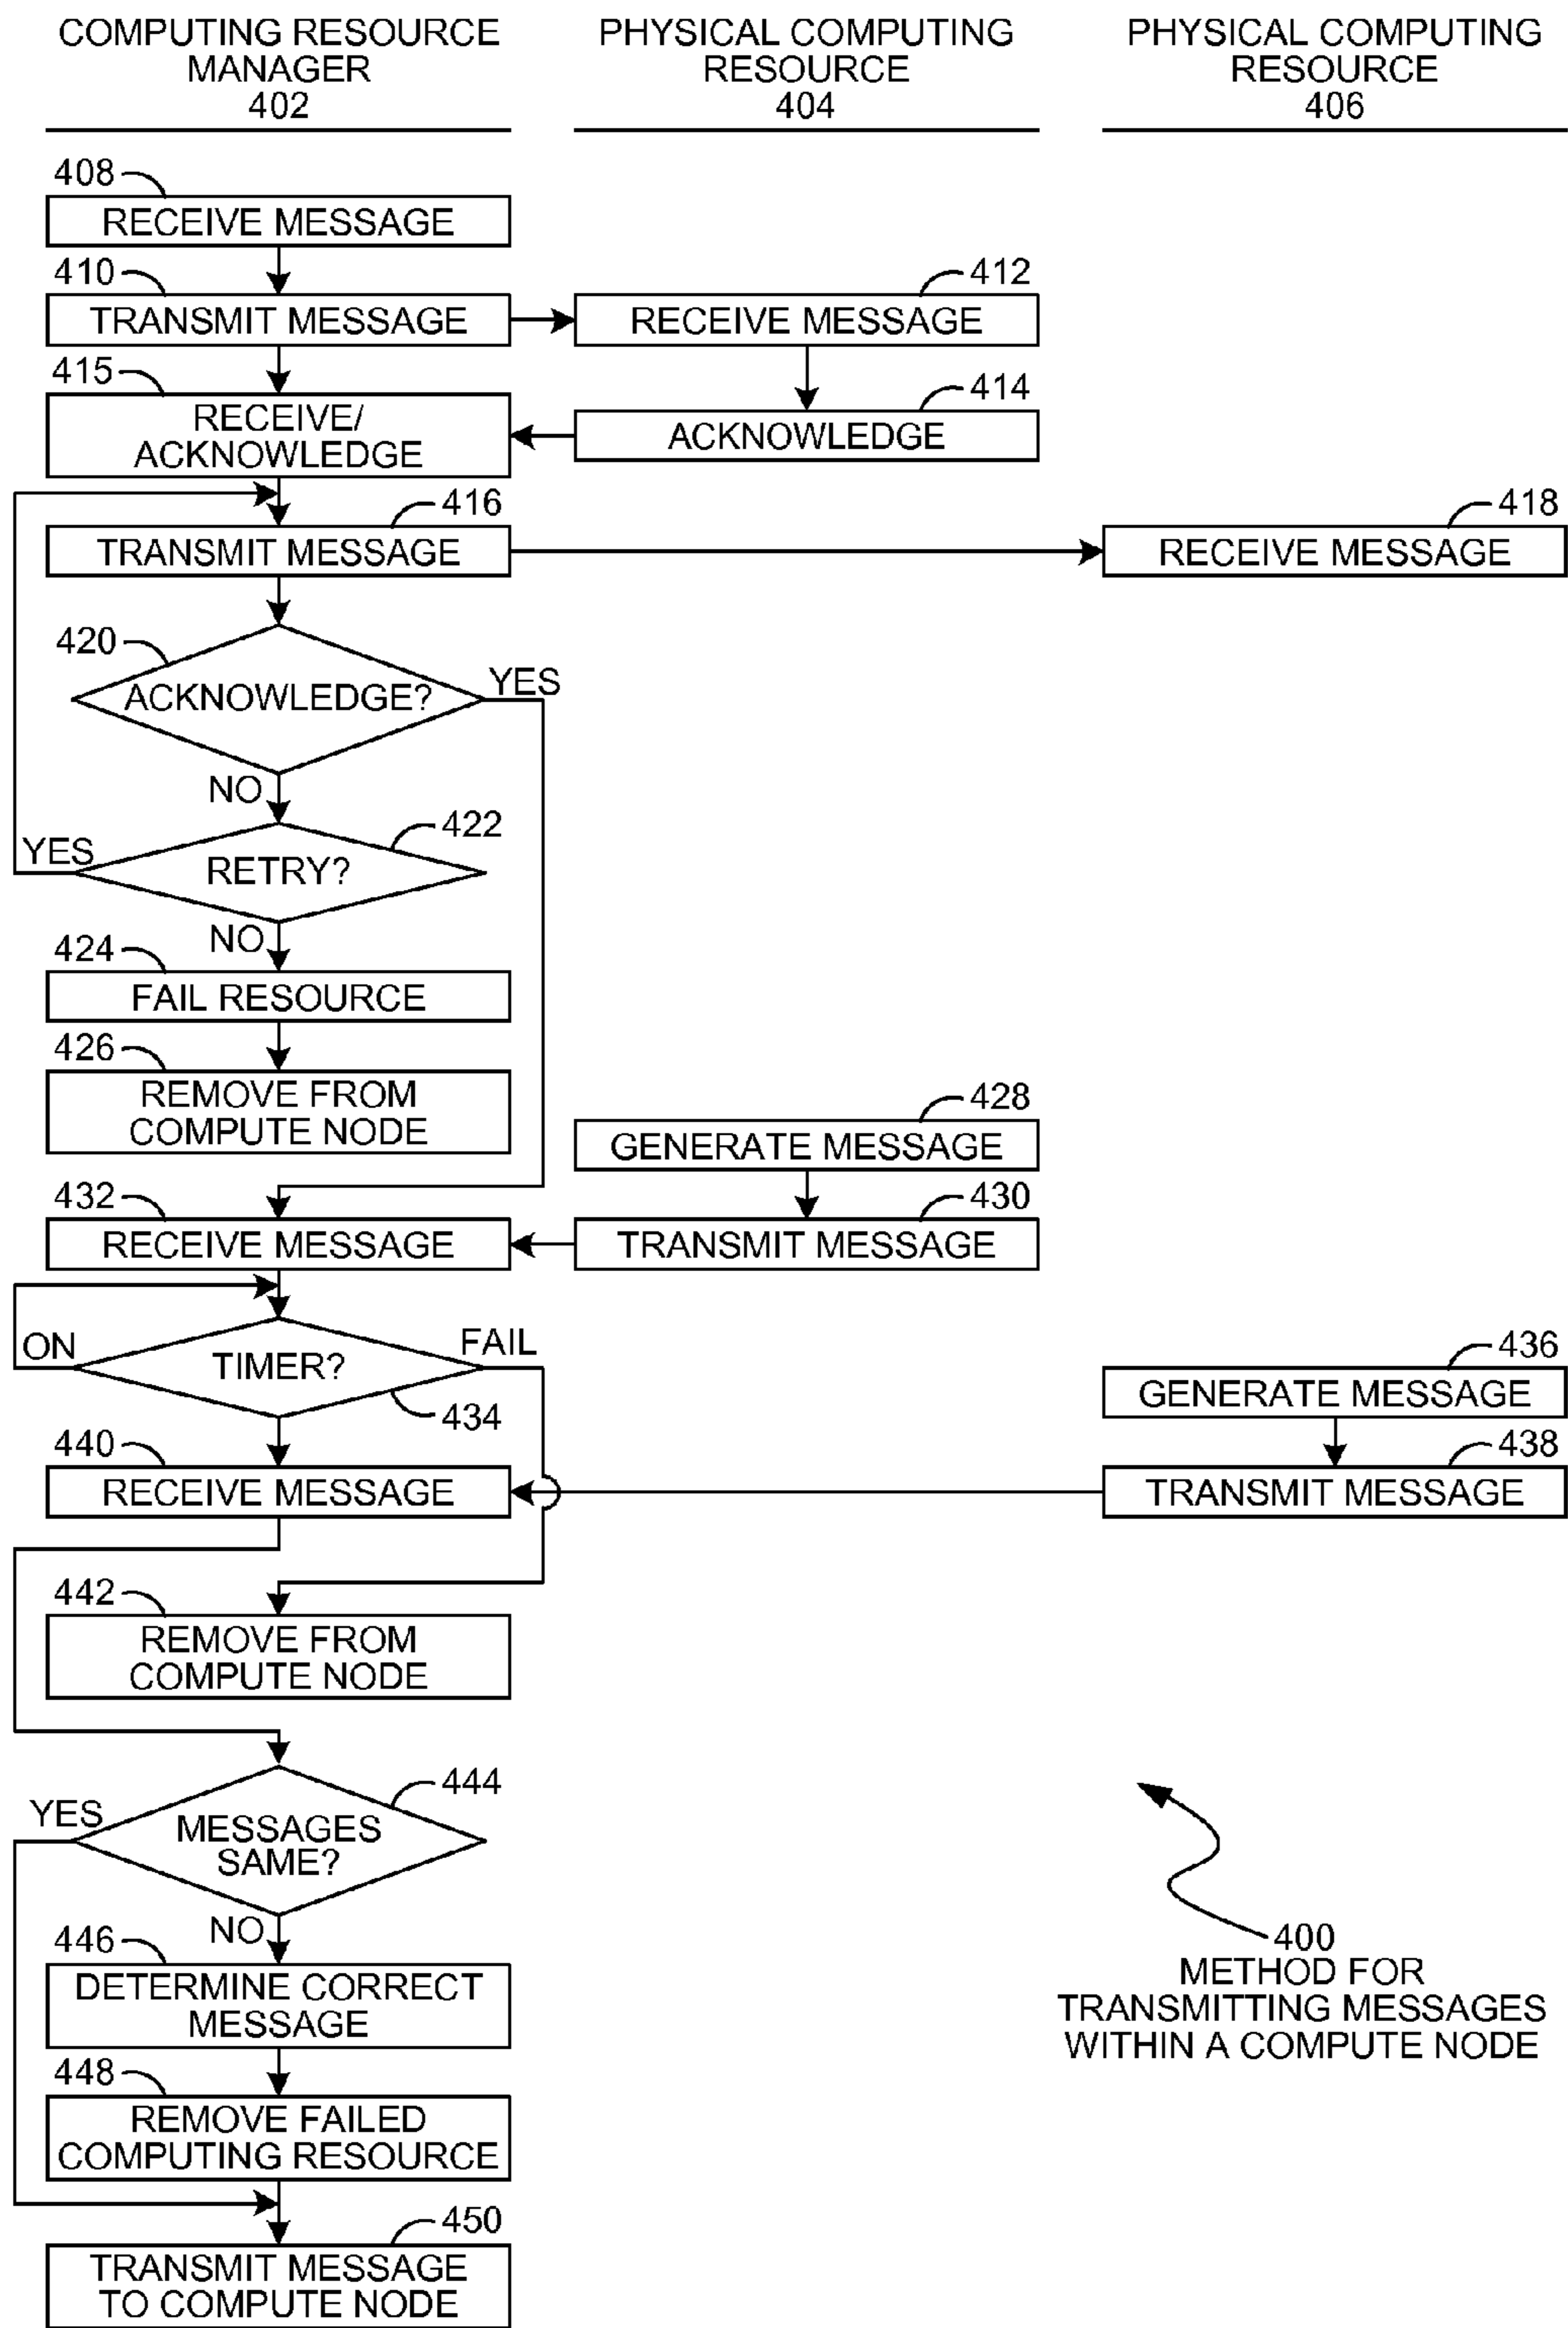 COMPUTING RESOURCE
MANAGER
402
PHYSICAL COMPUTING
RESOURCE
404
PHYSICAL COMPUTING
RESOURCE
406
408
RECEIVE MESSAGE
410
TRANSMIT MESSAGE
412
RECEIVE MESSAGE
415
RECEIVE/
ACKNOWLEDGE
414
ACKNOWLEDGE
416
TRANSMIT MESSAGE
418
RECEIVE MESSAGE
420
ACKNOWLEDGE?
YES
NO
422
YES
RETRY?
NO
424
FAIL RESOURCE
426
REMOVE FROM
COMPUTE NODE
428
GENERATE MESSAGE
432
RECEIVE MESSAGE
430
TRANSMIT MESSAGE
ON
TIMER?
FAIL
434
436
GENERATE MESSAGE
440
RECEIVE MESSAGE
438
TRANSMIT MESSAGE
442
REMOVE FROM
COMPUTE NODE
444
YES
MESSAGES
SAME?
NO
446
DETERMINE CORRECT
MESSAGE
448
REMOVE FAILED
COMPUTING RESOURCE
450
TRANSMIT MESSAGE
TO COMPUTE NODE
400
METHOD FOR
TRANSMITTING MESSAGES
WITHIN A COMPUTE NODE